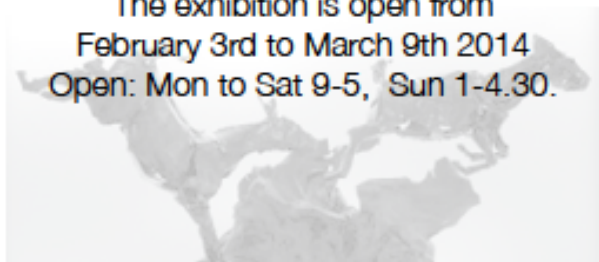 The exhibition is open from
February 3rd to March 9th 2014
Open: Mon to Sat 9-5,  Sun 1-4.30.